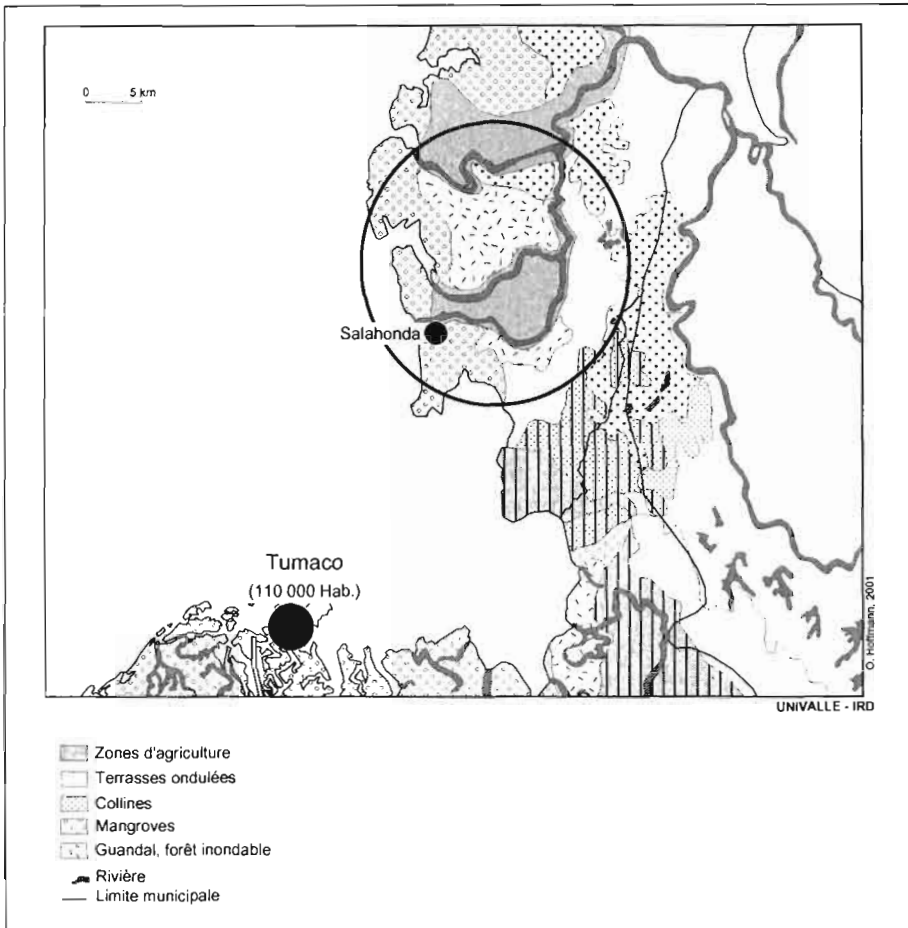 0 5 km
Salahonda
Tumaco
(110 000 Hab.)
O. Hoffmann, 2001
UNIVALLE - IRD
Zones d'agriculture
Terrasses ondulées
Collines
Mangroves
Guandal, forêt inondable
Rivière
Limite municipale